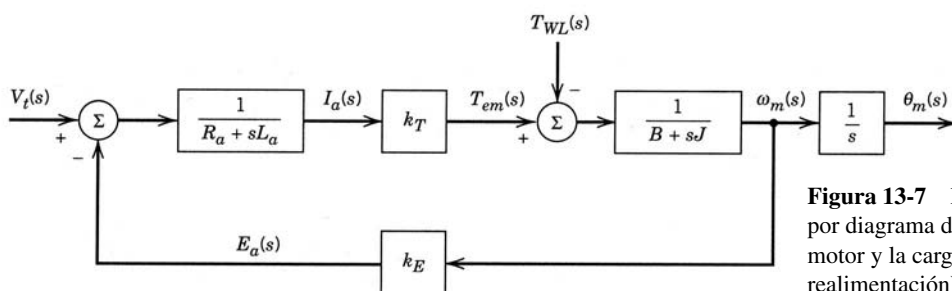 T_WL(s)
V_t(s)
I_a(s)
T_em(s)
ω_m(s)
θ_m(s)
+
Σ
−
1
R_a + sL_a
k_T
+
Σ
−
1
B + sJ
1
s
E_a(s)
k_E
Figura 13-7
por diagrama d
motor y la carg
realimentación